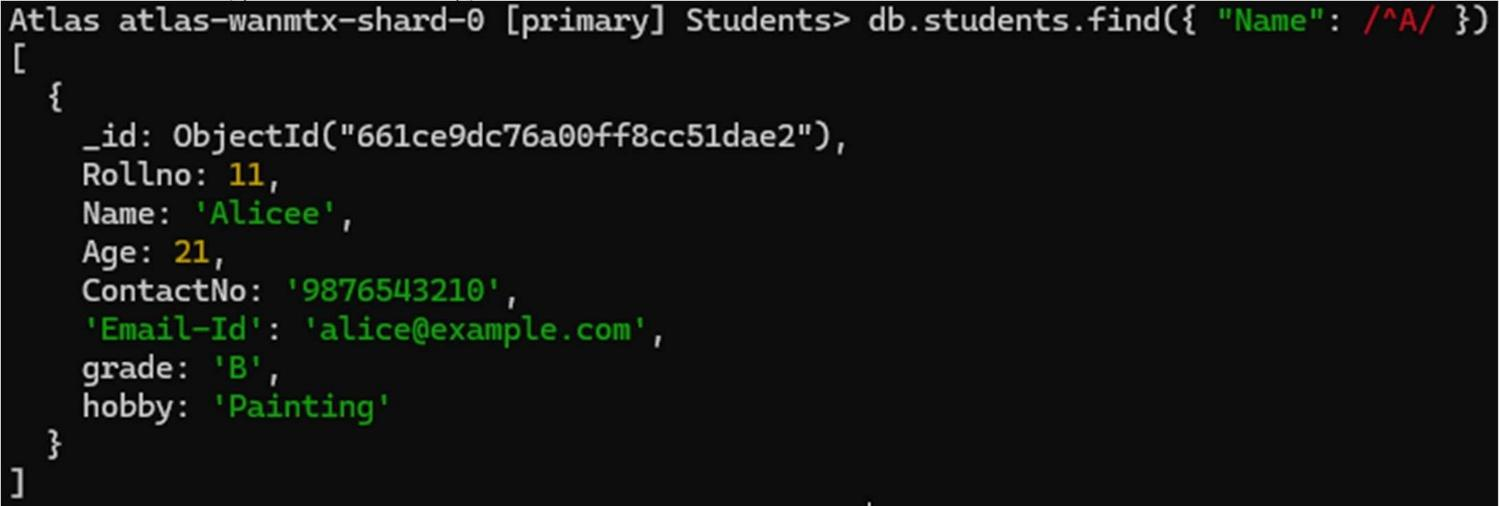 Atlas atlas-wanmtx-shard-0 [primary] Students> db.students.find({ "Name": /^A/ })
[
  {
    _id: ObjectId("661ce9dc76a00ff8cc51dae2"),
    Rollno: 11,
    Name: 'Alicee',
    Age: 21,
    ContactNo: '9876543210',
    'Email-Id': 'alice@example.com',
    grade: 'B',
    hobby: 'Painting'
  }
]